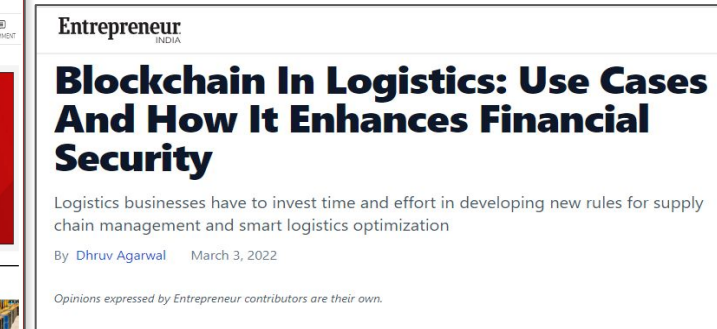 Entrepreneur
INDIA
Blockchain In Logistics: Use Cases
And How It Enhances Financial
Security
Logistics businesses have to invest time and effort in developing new rules for supply
chain management and smart logistics optimization
By Dhruv Agarwal March 3, 2022
Opinions expressed by Entrepreneur contributors are their own.